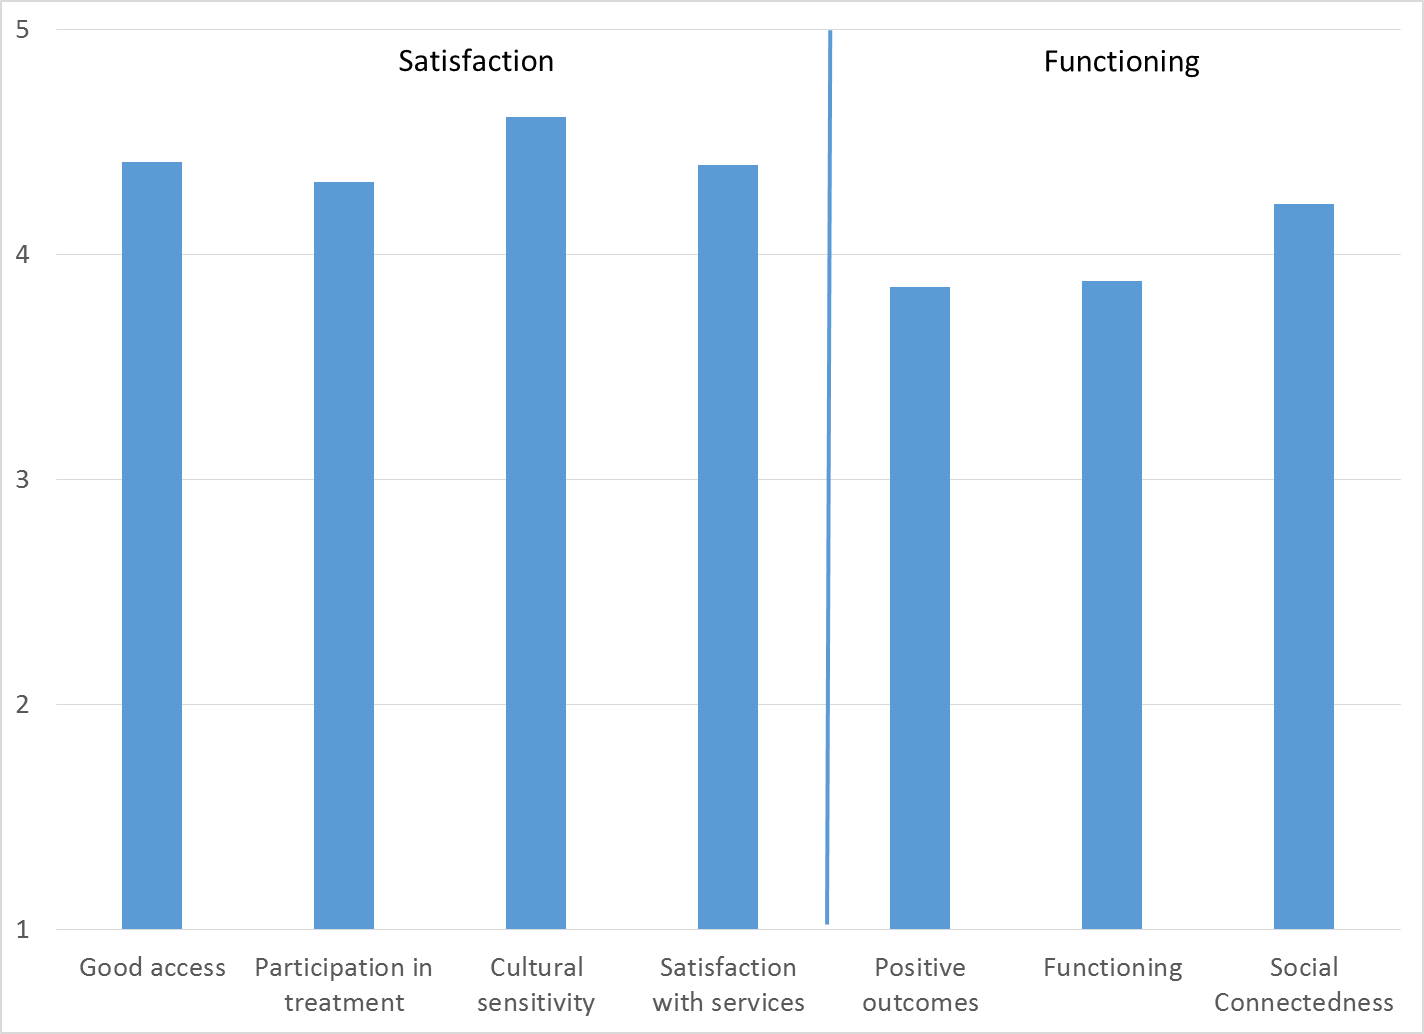 5
Satisfaction
Functioning
4
3
2
1
Good access
Participation in
treatment
Cultural
sensitivity
Satisfaction
with services
Positive
outcomes
Functioning
Social
Connectedness